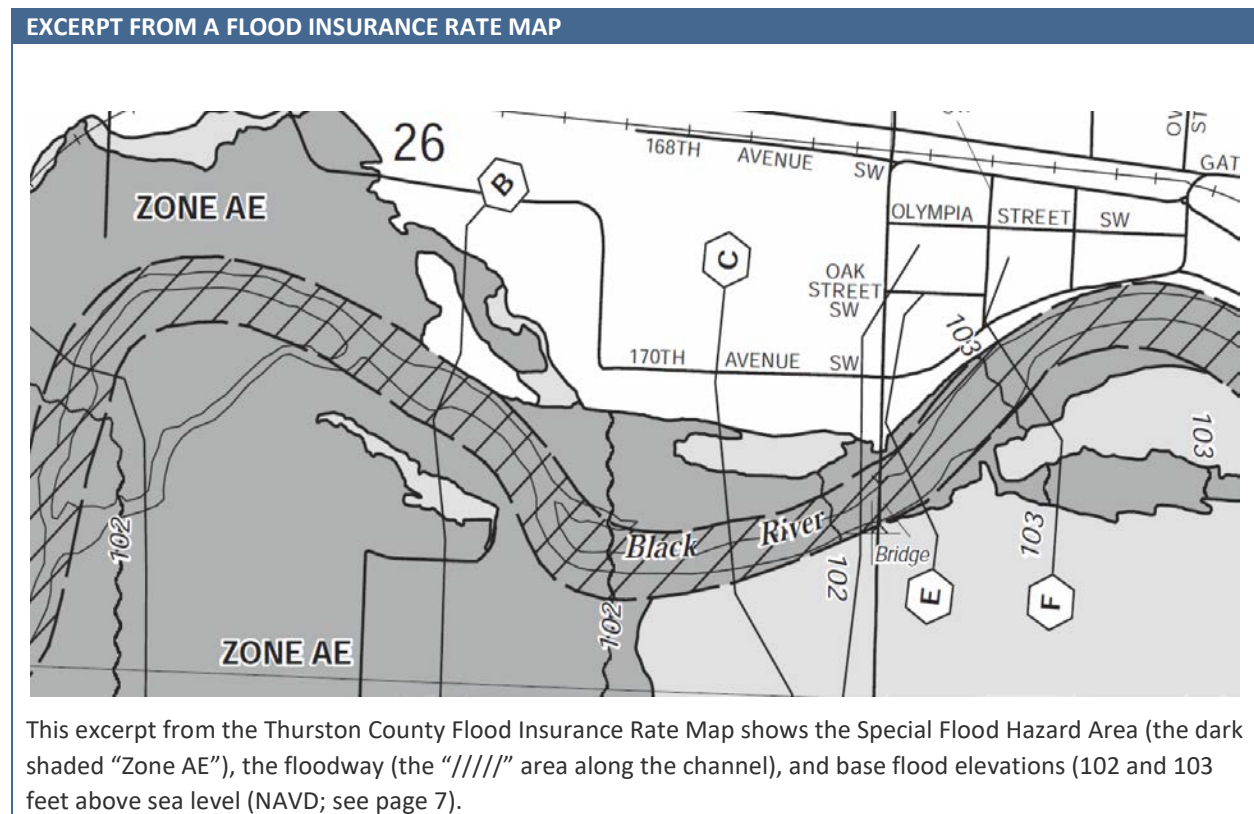 EXCERPT FROM A FLOOD INSURANCE RATE MAP
26
168TH AVENUE SW
GAT
ZONE AE
B
OLYMPIA STREET SW
C
OAK
STREET
SW
103
170TH AVENUE SW
103
Black River
102
102
102
103
Bridge
E
F
ZONE AE
This excerpt from the Thurston County Flood Insurance Rate Map shows the Special Flood Hazard Area (the dark
shaded “Zone AE”), the floodway (the “/////” area along the channel), and base flood elevations (102 and 103
feet above sea level (NAVD; see page 7).